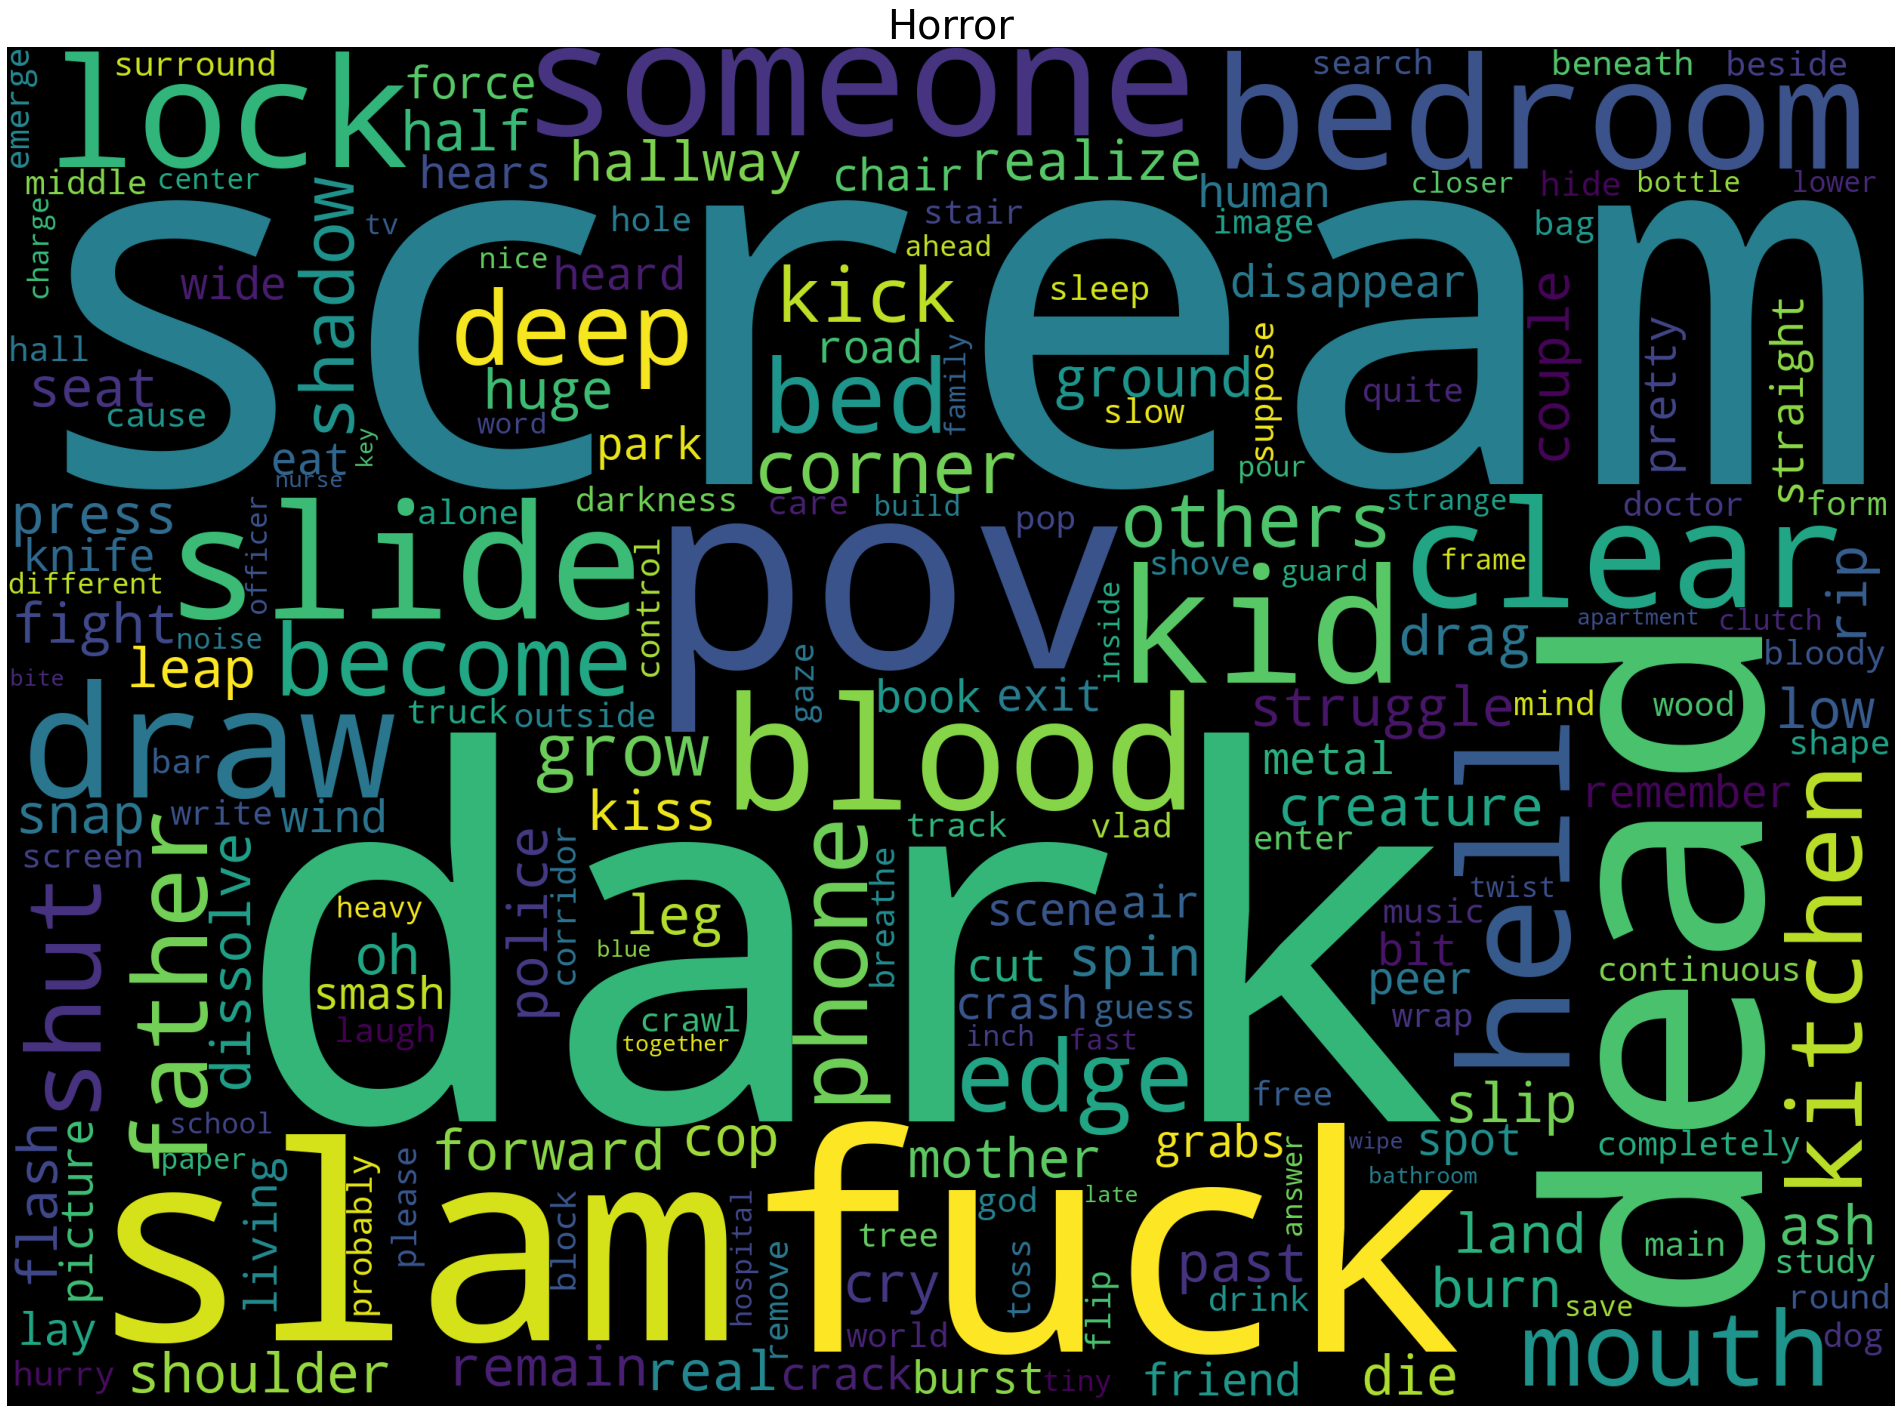 Horror
emerge
surround
lock
force
half
someone
search
beneath
beside
bedroom
middle
center
hears
hallway
chair
realize
human
closer
hide
bottle
lower
charge
shadow
tv
hole
stair
image
bag
scream
wide
nice
heard
ahead
kick
sleep
disappear
couple
straight
hall
seat
deep
road
bed
family
ground
suppose
quite
pretty
cause
huge
word
park
slow
key
eat
nurse
corner
pour
press
knife
officer
alone
slide
darkness
care
build
pop
others
strange
doctor
form
clear
different
fight
noise
control
pov
shove
guard
frame
inside
kid
apartment
clutch
rip
drag
bloody
bite
leap
become
gaze
truck
outside
book
exit
struggle
mind
wood
low
dead
draw
bar
grow
blood
metal
shape
snap
write
wind
kiss
track
vlad
creature
enter
hell
remember
kitchen
screen
father
dissolve
dark
police
corridor
phone
breathe
shut
heavy
leg
blue
scene
air
music
twist
oh
smash
cut
spin
bit
peer
continuous
laugh
crawl
together
crash
guess
inch
fast
wrap
edge
free
slip
flash
school
picture
paper
forward
cop
mother
grabs
answer
wipe
spot
bathroom
completely
living
probably
please
slam
block
hospital
remove
fuck
god
late
tree
toss
flip
past
drink
land
burn
main
ash
study
save
round
lay
cry
world
mouth
dog
hurry
shoulder
remain
real
crack
burst
tiny
friend
die